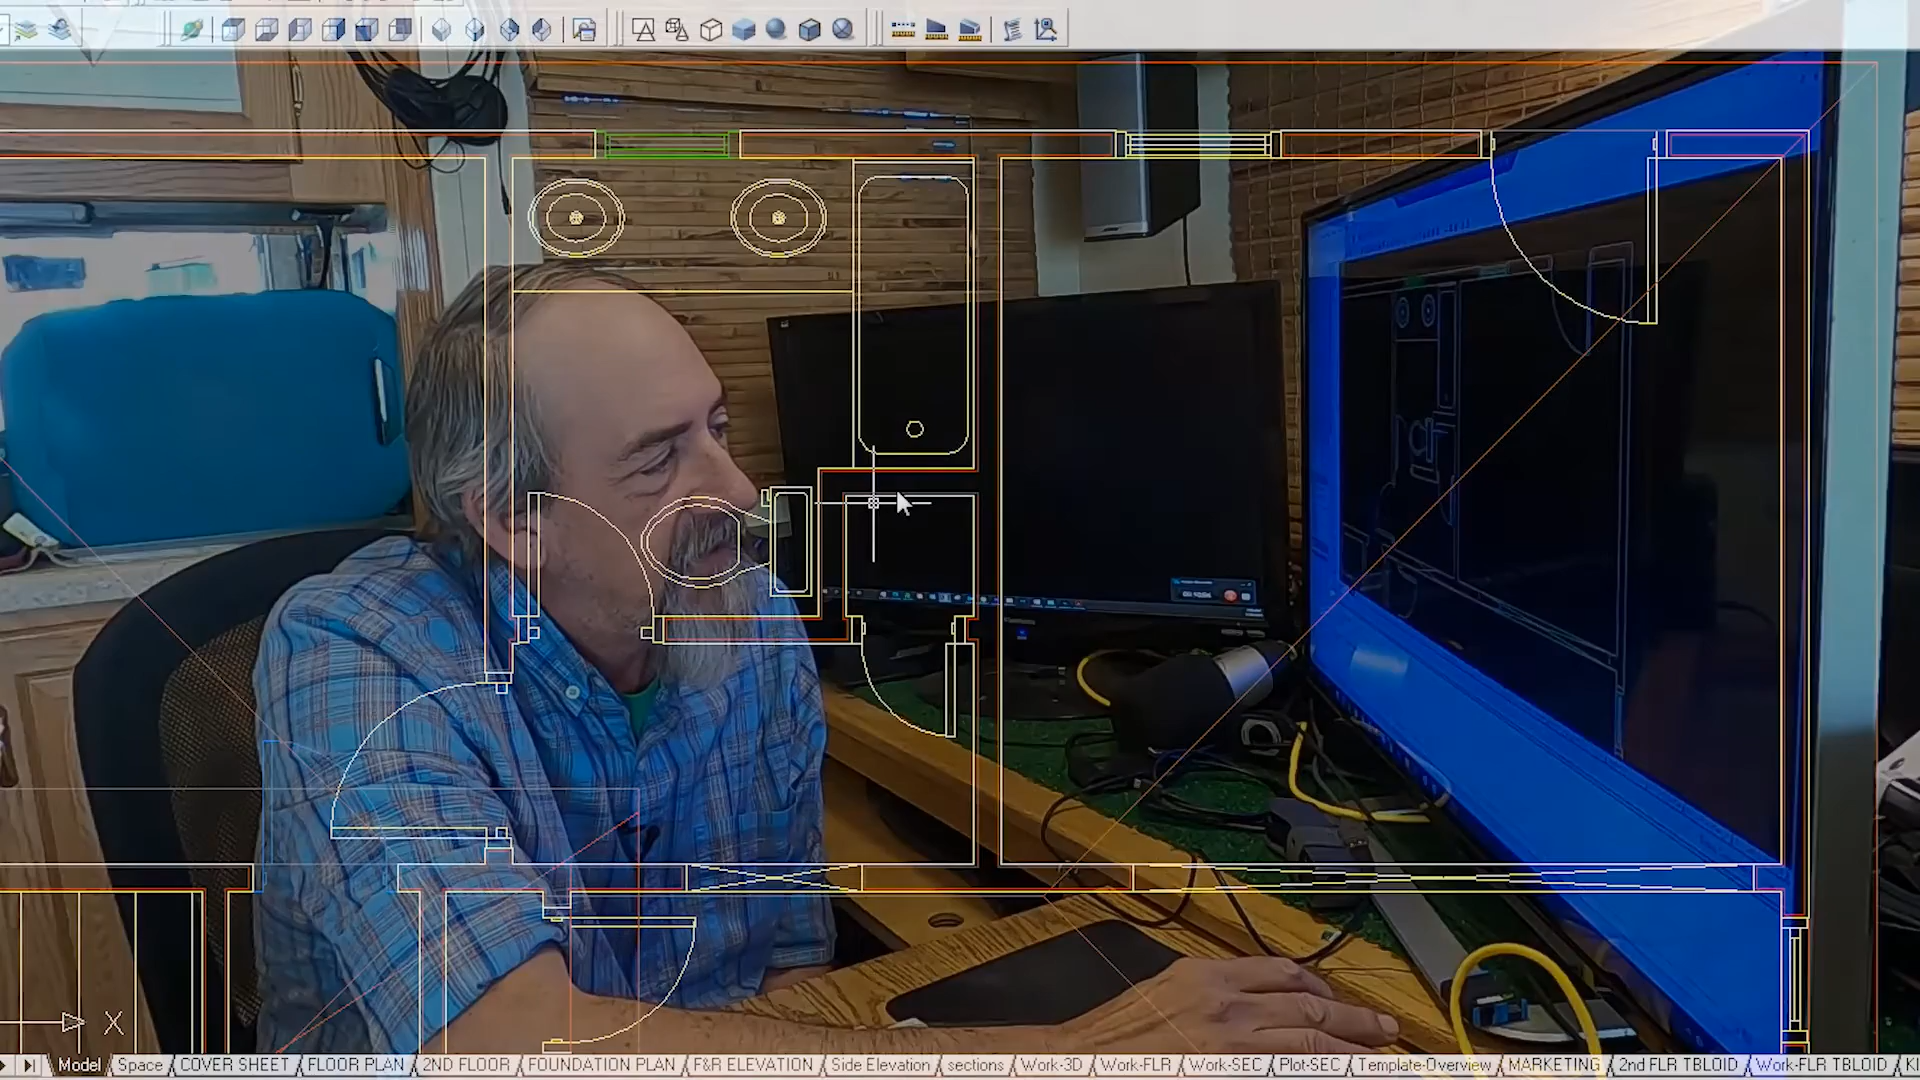 X
Model Space COVER SHEET FLOOR PLAN 2ND FLOOR FOUNDATION PLAN F&R ELEVATION Side Elevation sections Work-3D Work-FLR Work-SEC Plot-SEC Template-Overview MARKETING 2nd FLR TBLOID Work-FLR TBLOID